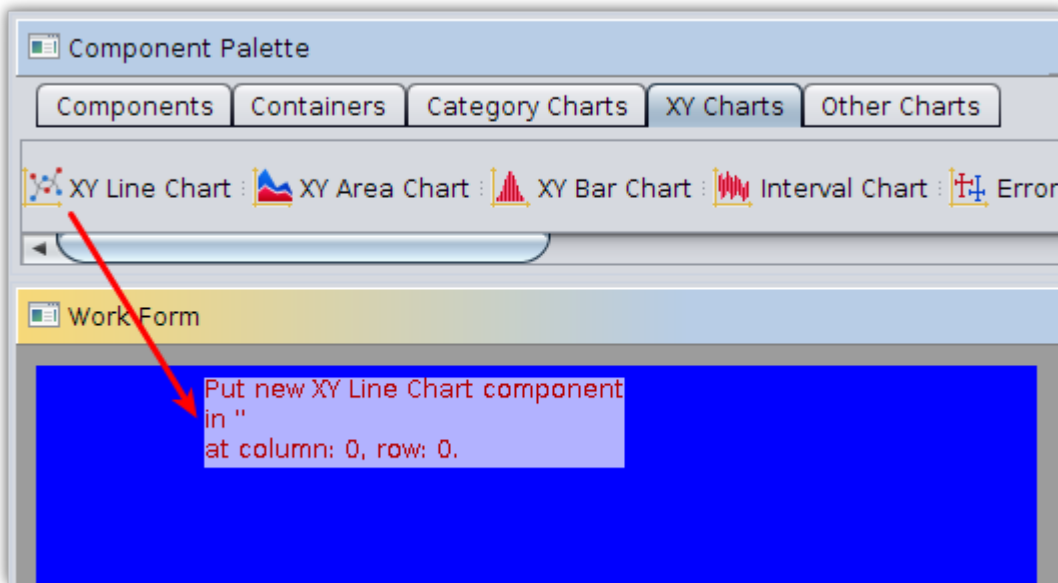 Component Palette
Components Containers Category Charts XY Charts Other Charts
XY Line Chart XY Area Chart XY Bar Chart Interval Chart Error
Work Form
Put new XY Line Chart component
in ''
at column: 0, row: 0.